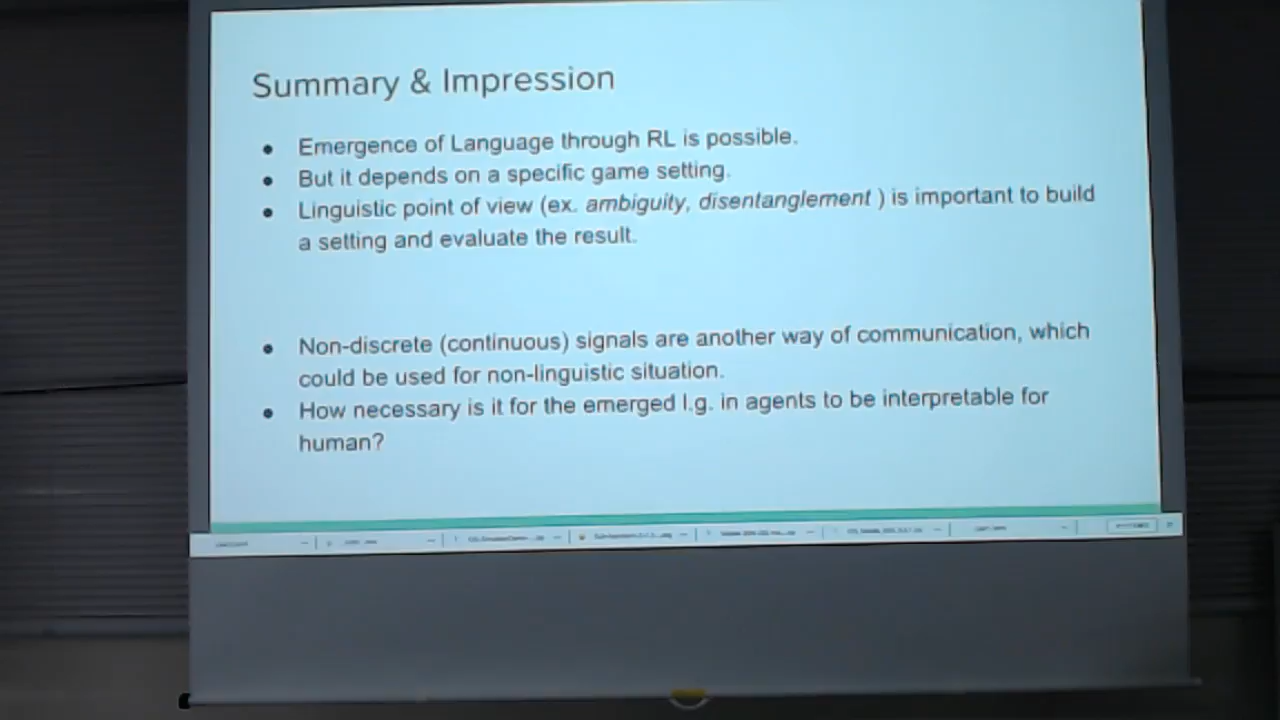 Summary & Impression
● Emergence of Language through RL is possible.
● But it depends on a specific game setting.
● Linguistic point of view (ex. ambiguity, disentanglement ) is important to build
a setting and evaluate the result.
● Non-discrete (continuous) signals are another way of communication, which
could be used for non-linguistic situation.
● How necessary is it for the emerged l.g. in agents to be interpretable for
human?